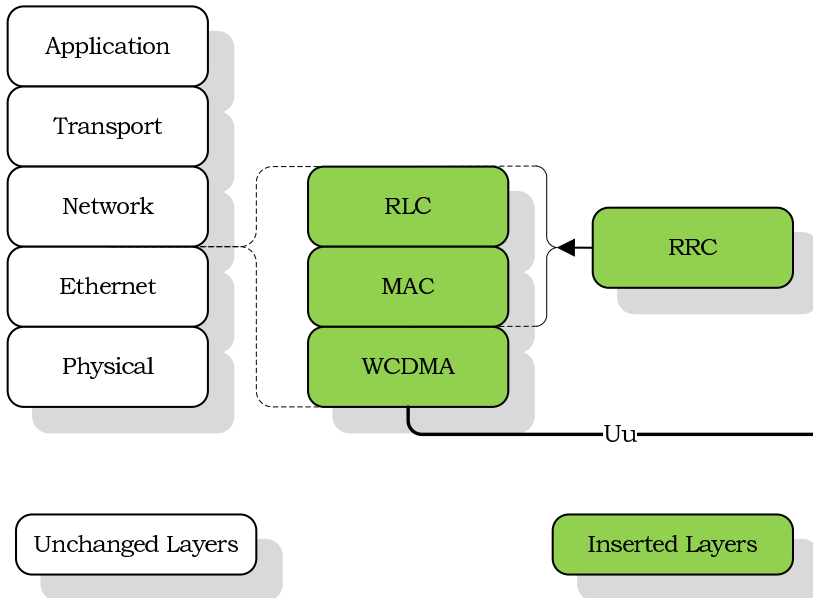 Application
Transport
Network
Ethernet
Physical
RLC
MAC
WCDMA
RRC
Uu
Unchanged Layers
Inserted Layers